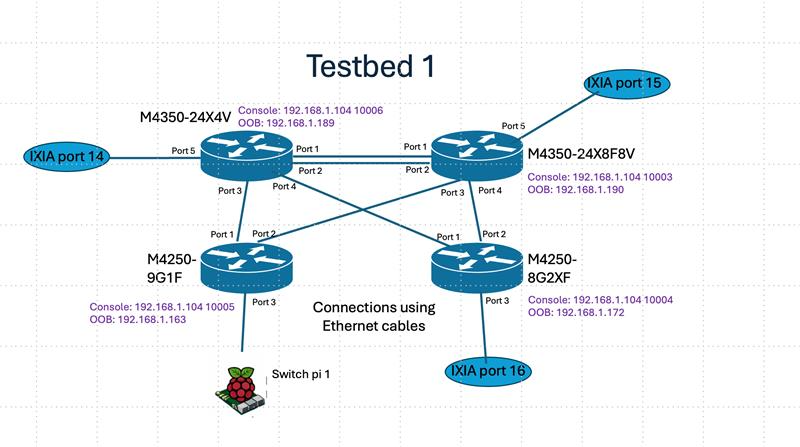 Testbed 1
IXIA port 15
M4350-24X4V
Console: 192.168.1.104 10006
OOB: 192.168.1.189
Port 5
IXIA port 14
Port 5
Port 1
Port 1
M4350-24X8F8V
Port 2
Port 2
Console: 192.168.1.104 10003
OOB: 192.168.1.190
Port 3
Port 4
Port 3
Port 4
Port 1
Port 2
Port 1
Port 2
M4250-
9G1F
M4250-
8G2XF
Console: 192.168.1.104 10005
OOB: 192.168.1.163
Port 3
Connections using
Ethernet cables
Port 3
Console: 192.168.1.104 10004
OOB: 192.168.1.172
Switch pi 1
IXIA port 16